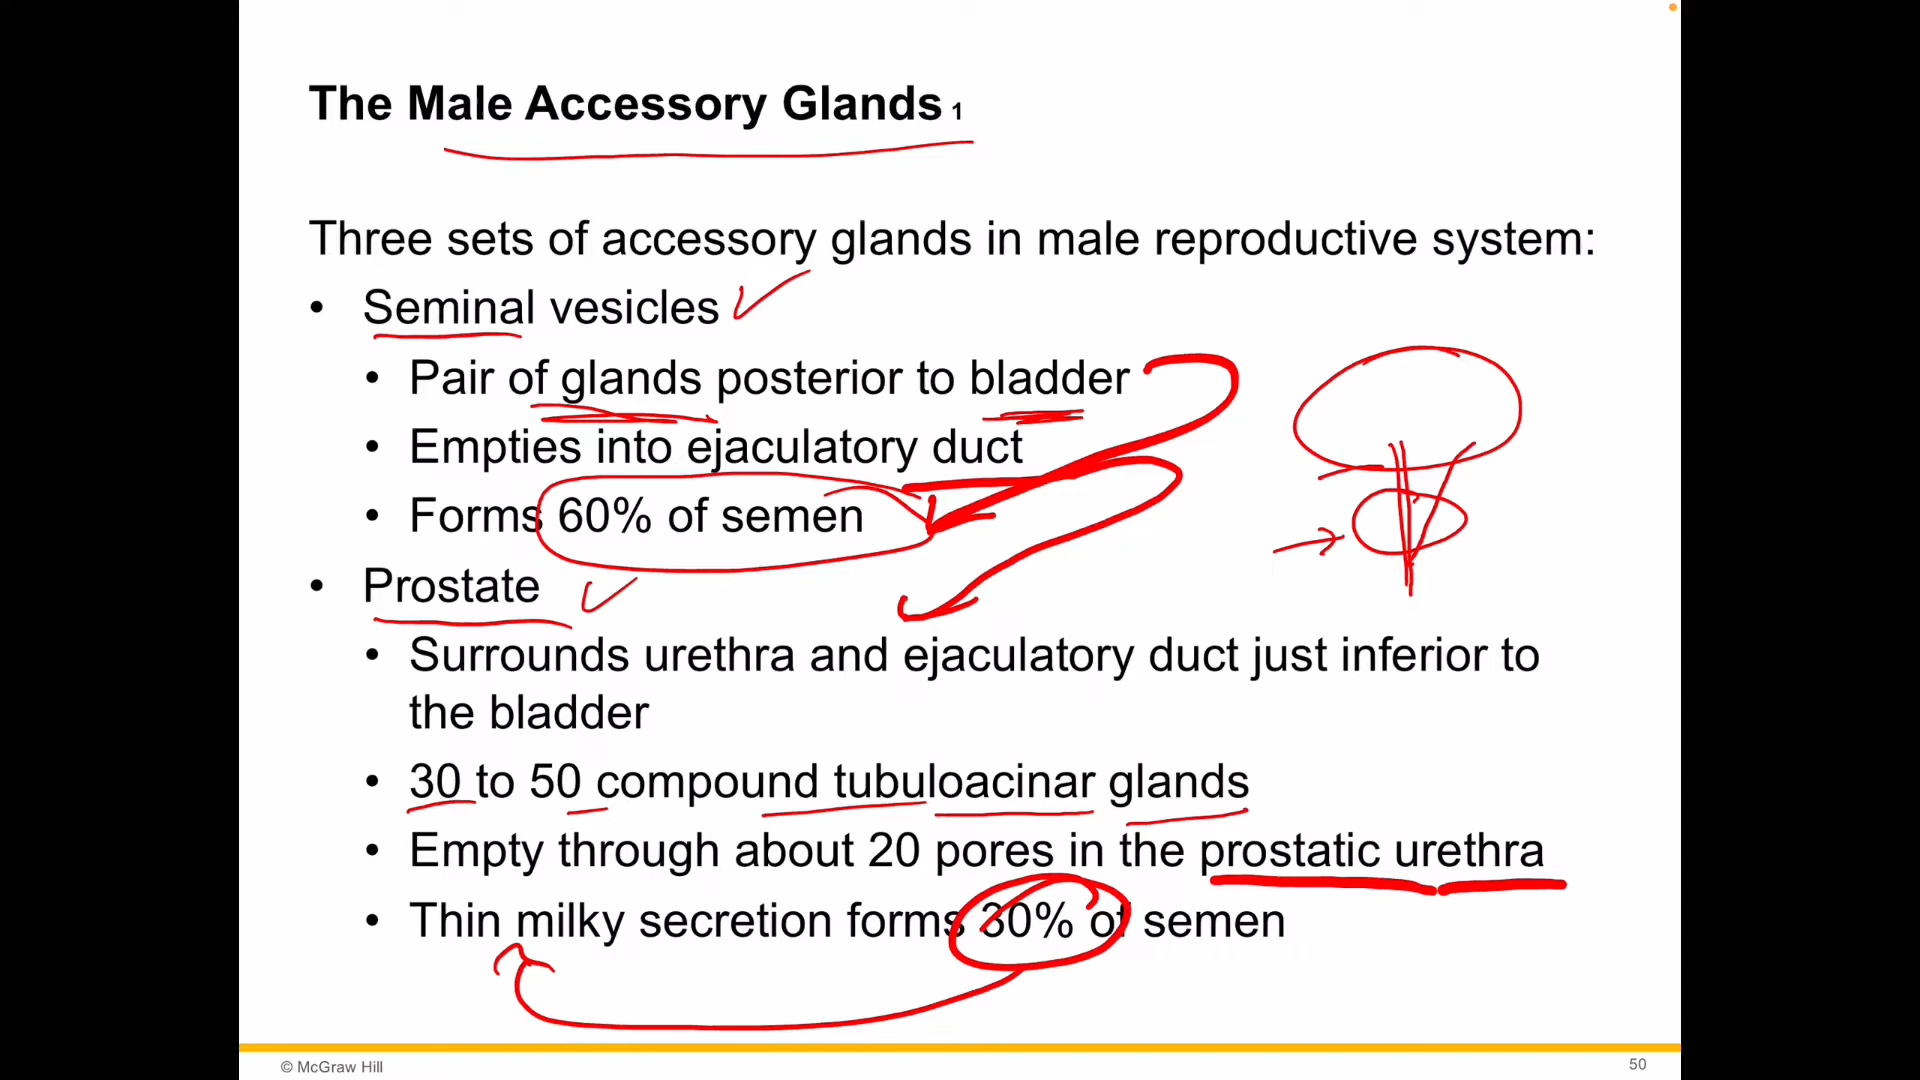 The Male Accessory Glands 1
Three sets of accessory glands in male reproductive system:
• Seminal vesicles
• Pair of glands posterior to bladder
• Empties into ejaculatory duct
• Forms 60% of semen
• Prostate
• Surrounds urethra and ejaculatory duct just inferior to
the bladder
• 30 to 50 compound tubuloacinar glands
• Empty through about 20 pores in the prostatic urethra
• Thin milky secretion forms 30% of semen
© McGraw Hill
50